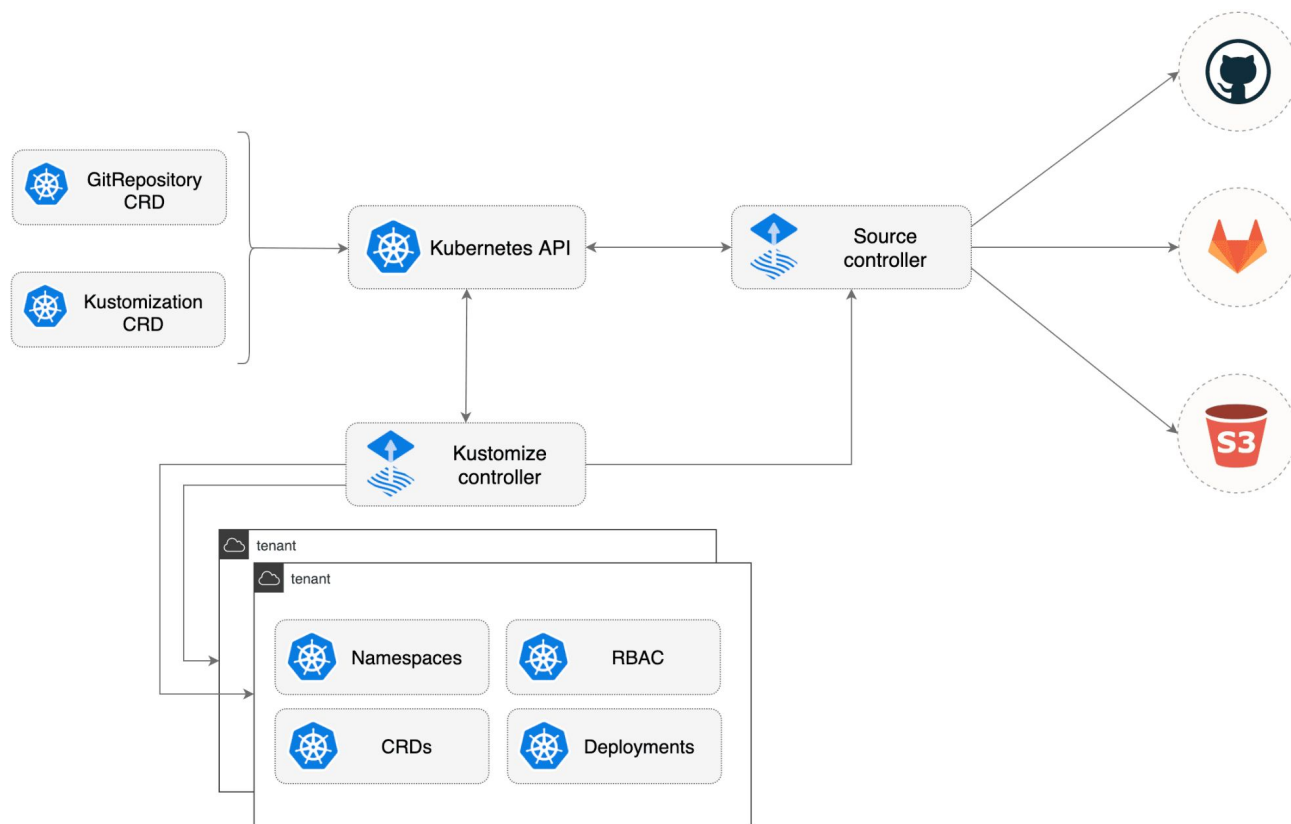 GitRepository
CRD
Kustomization
CRD
Kubernetes API
Source
controller
S3
Kustomize
controller
tenant
tenant
Namespaces
RBAC
CRDs
Deployments